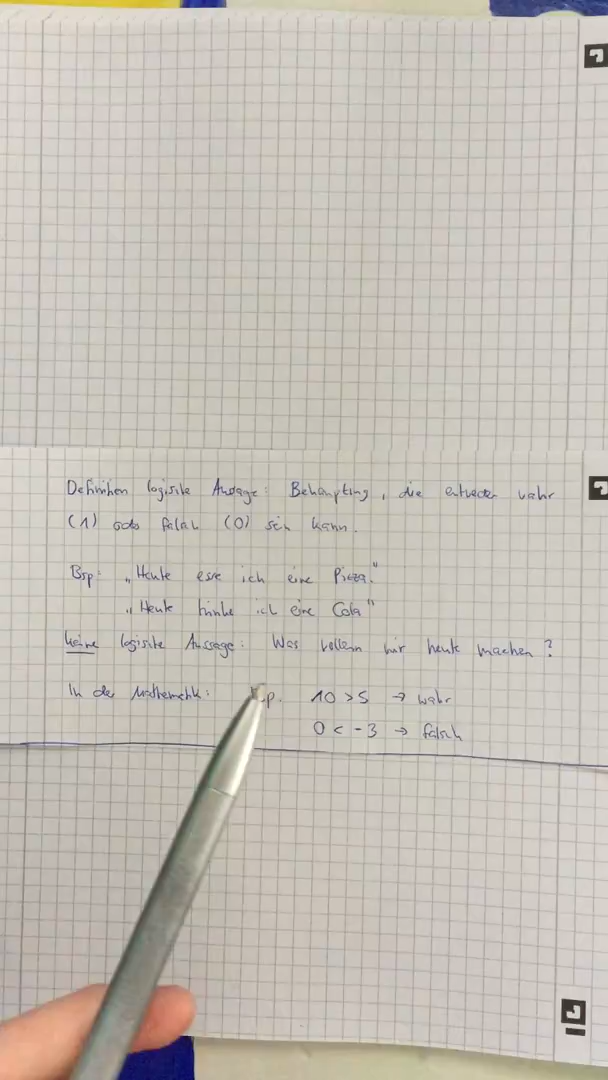 Definition logische Aussage: Behauptung, die entweder wahr
(1) oder falsch (0) sein kann.
Bsp: „Heute esse ich eine Pizza."
„Heute trinke ich eine Cola"
keine logische Aussage: Was wollen wir heute machen?
In der Mathematik: Bsp. 10 > 5 → wahr
0 < -3 → falsch